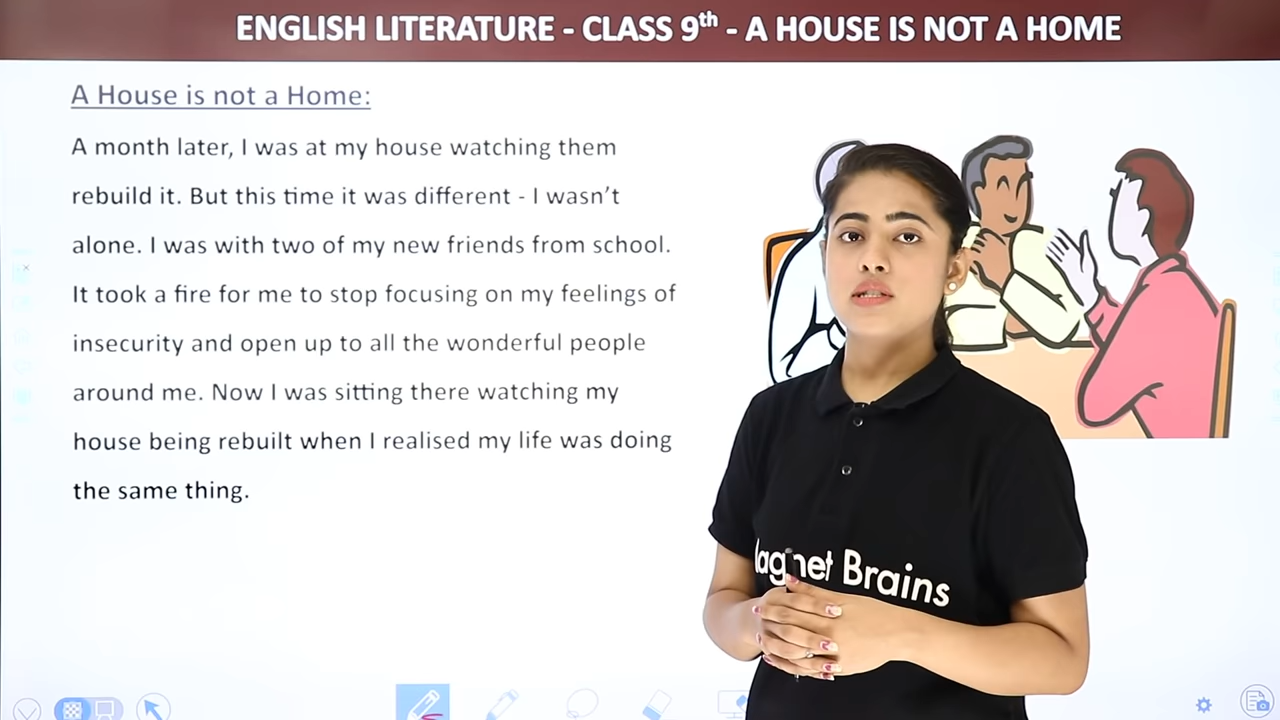 ENGLISH LITERATURE - CLASS 9th - A HOUSE IS NOT A HOME
A House is not a Home:
A month later, I was at my house watching them
rebuild it. But this time it was different - I wasn't
alone. I was with two of my new friends from school.
It took a fire for me to stop focusing on my feelings of
insecurity and open up to all the wonderful people
around me. Now I was sitting there watching my
house being rebuilt when I realised my life was doing
the same thing.
Magnet Brains